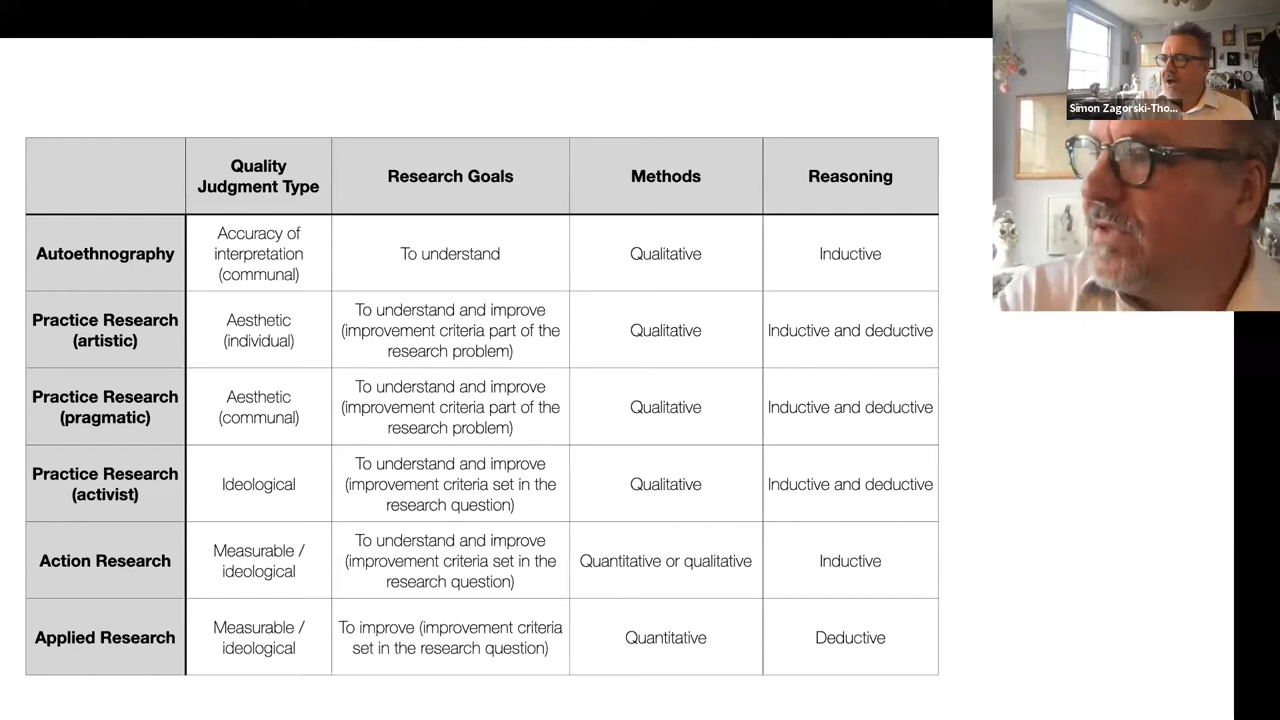 Simon Zagorski-Tho...
Quality
Judgment Type
Research Goals
Methods
Reasoning
Autoethnography
Accuracy of
interpretation
(communal)
To understand
Qualitative
Inductive
Practice Research
(artistic)
Aesthetic
(individual)
To understand and improve
(improvement criteria part of the
research problem)
Qualitative
Inductive and deductive
Practice Research
(pragmatic)
Aesthetic
(communal)
To understand and improve
(improvement criteria part of the
research problem)
Qualitative
Inductive and deductive
Practice Research
(activist)
Ideological
To understand and improve
(improvement criteria set in the
research question)
Qualitative
Inductive and deductive
Action Research
Measurable /
ideological
To understand and improve
(improvement criteria set in the
research question)
Quantitative or qualitative
Inductive
Applied Research
Measurable /
ideological
To improve (improvement criteria
set in the research question)
Quantitative
Deductive